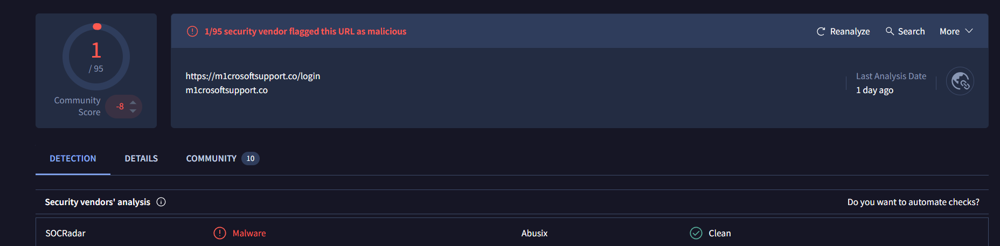 1
/ 95
Community Score -8
1/95 security vendor flagged this URL as malicious
Reanalyze Search More
https://m1crosoftsupport.co/login
m1crosoftsupport.co
Last Analysis Date
1 day ago
DETECTION DETAILS COMMUNITY 10
Security vendors' analysis Do you want to automate checks?
SOCRadar Malware Abusix Clean